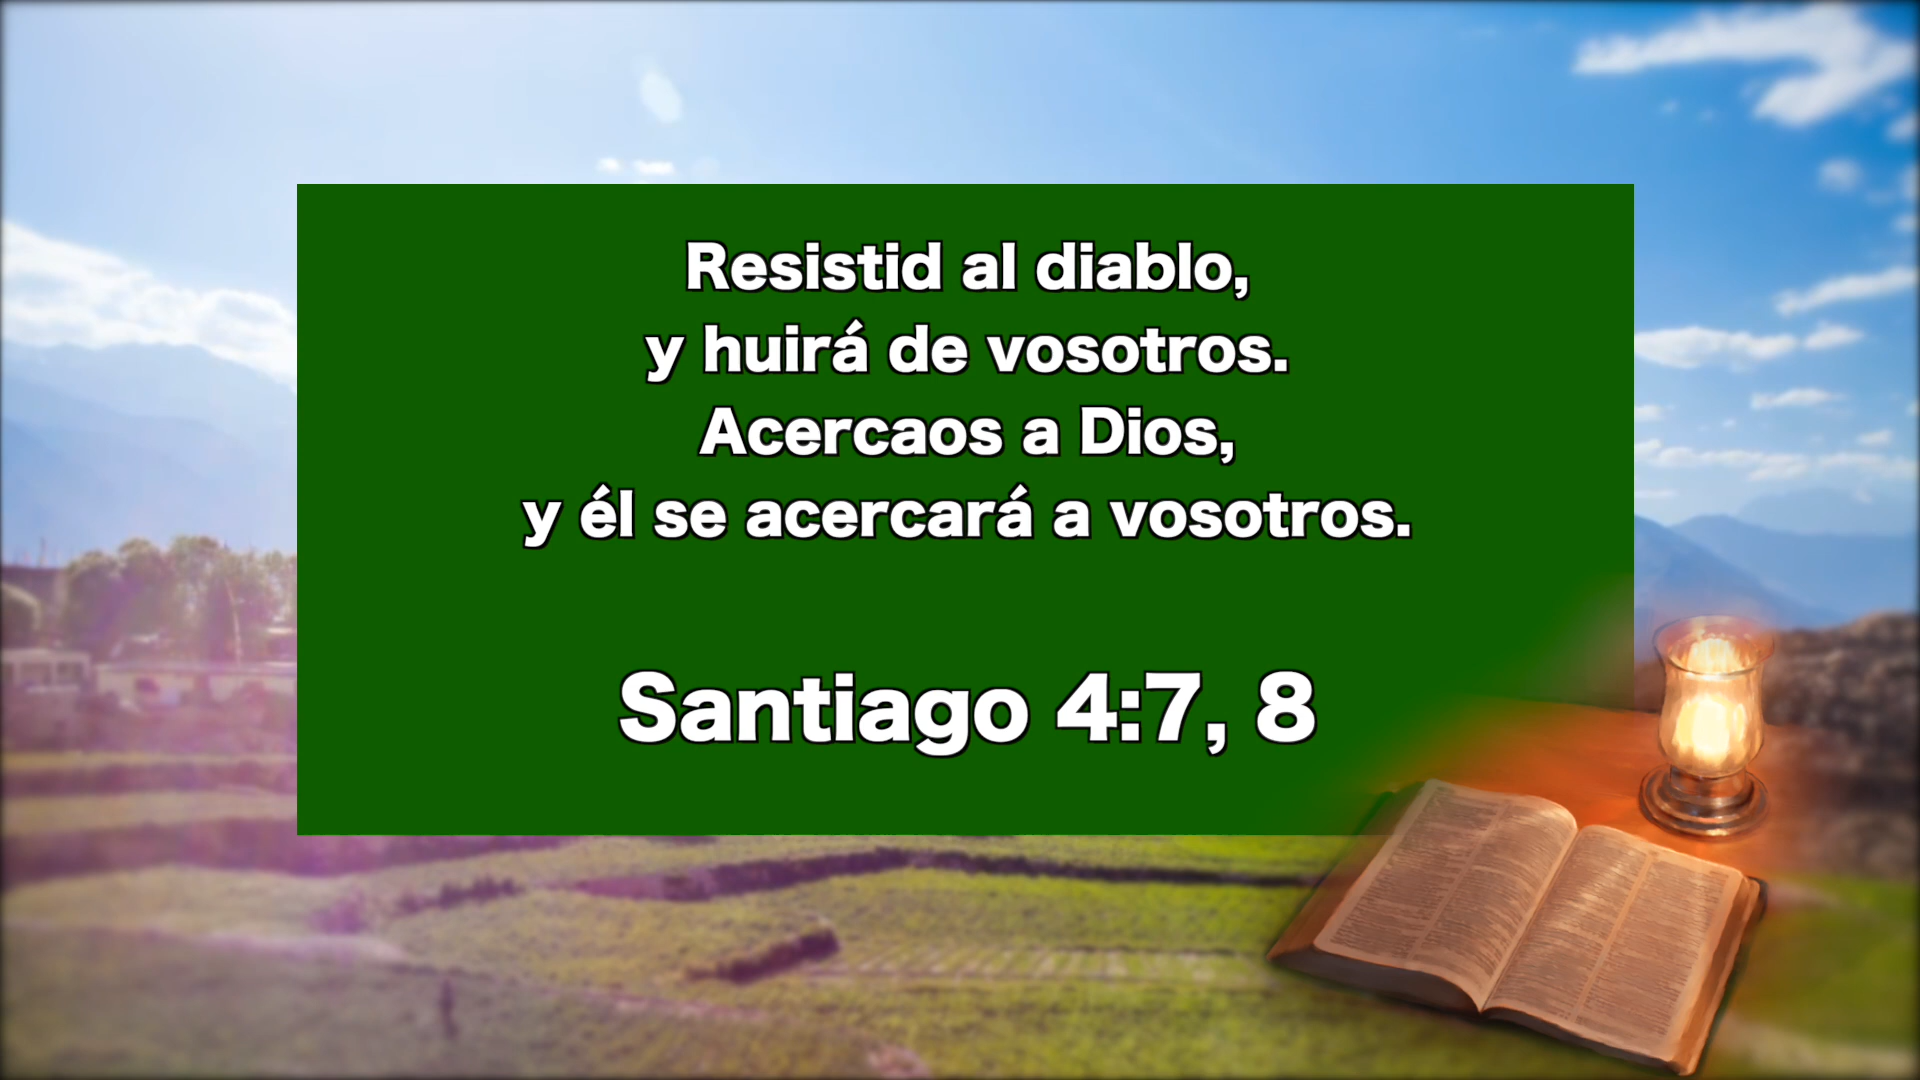 Resistid al diablo,
y huirá de vosotros.
Acercaos a Dios,
y él se acercará a vosotros.
Santiago 4:7, 8